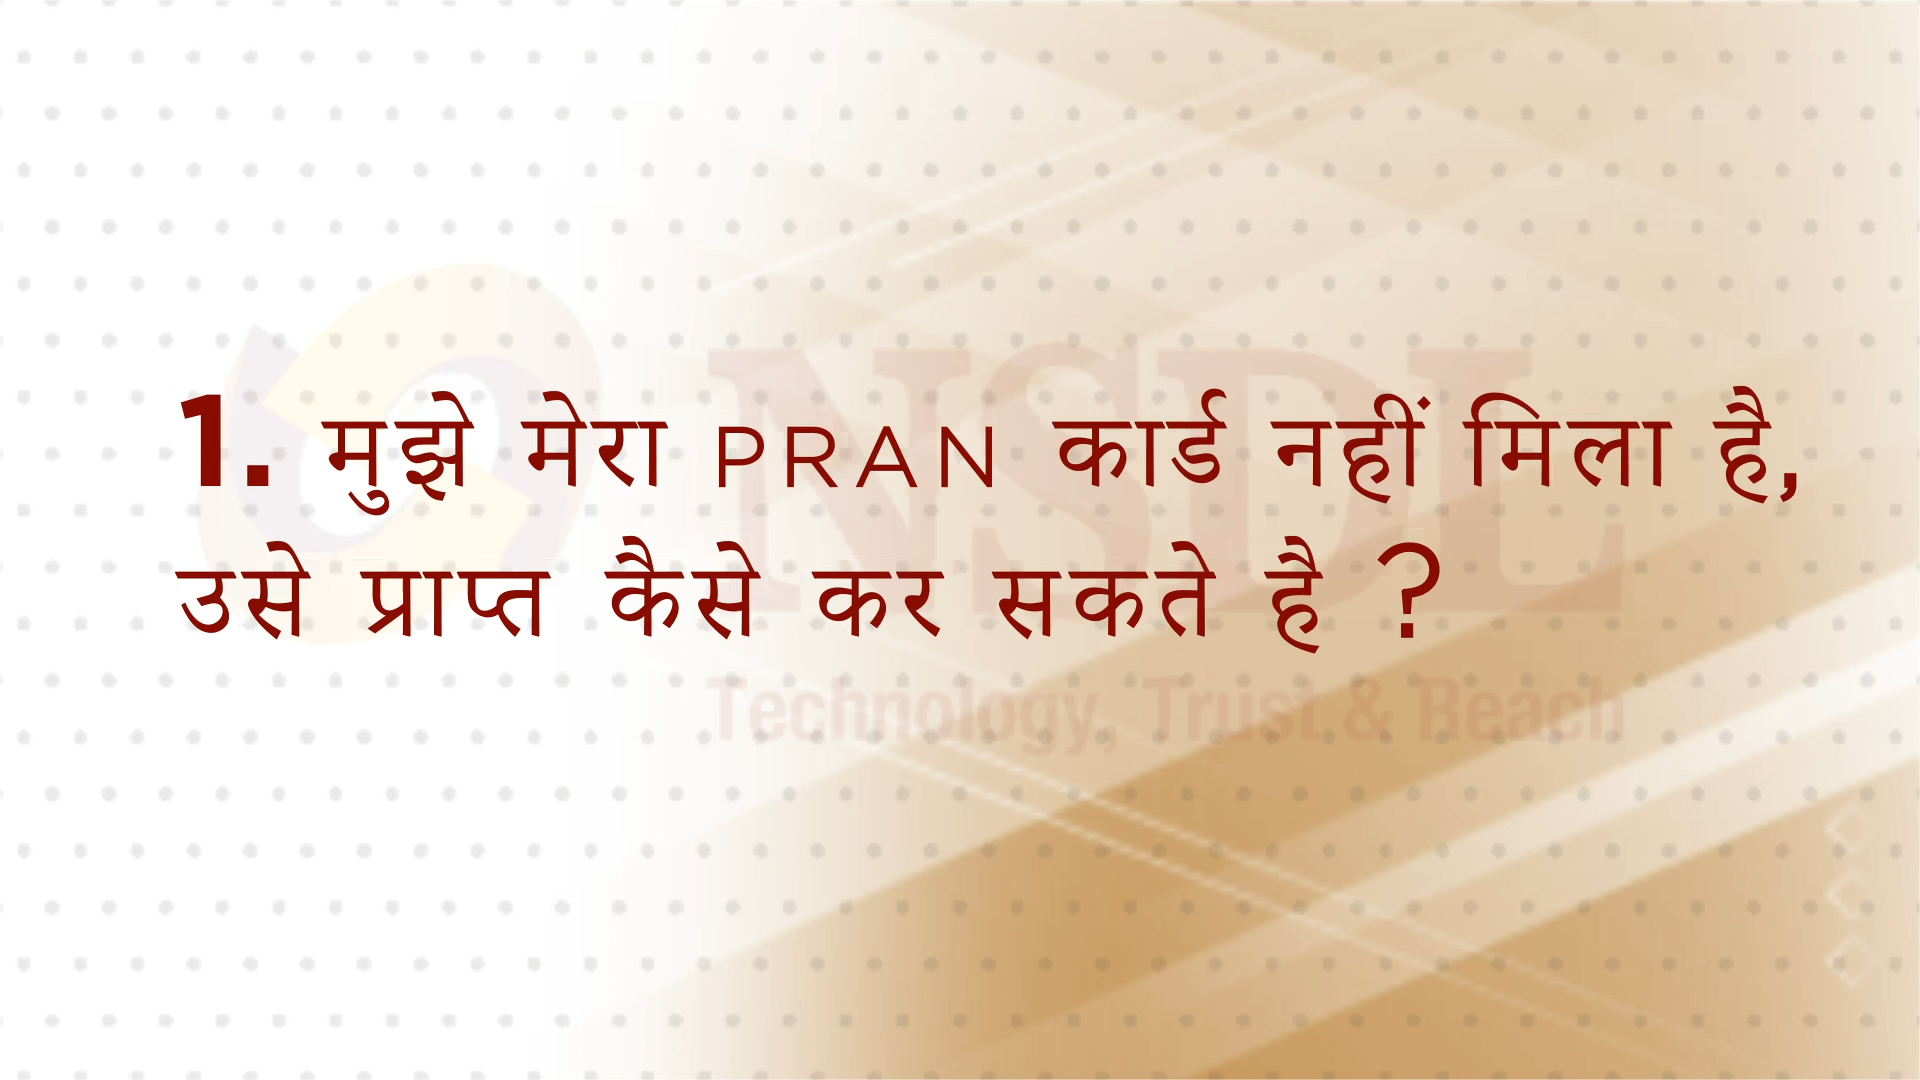 1. मुझे मेरा PRAN कार्ड नहीं मिला है,
उसे प्राप्त कैसे कर सकते है ?
NSDL
Technology, Trust & Reach